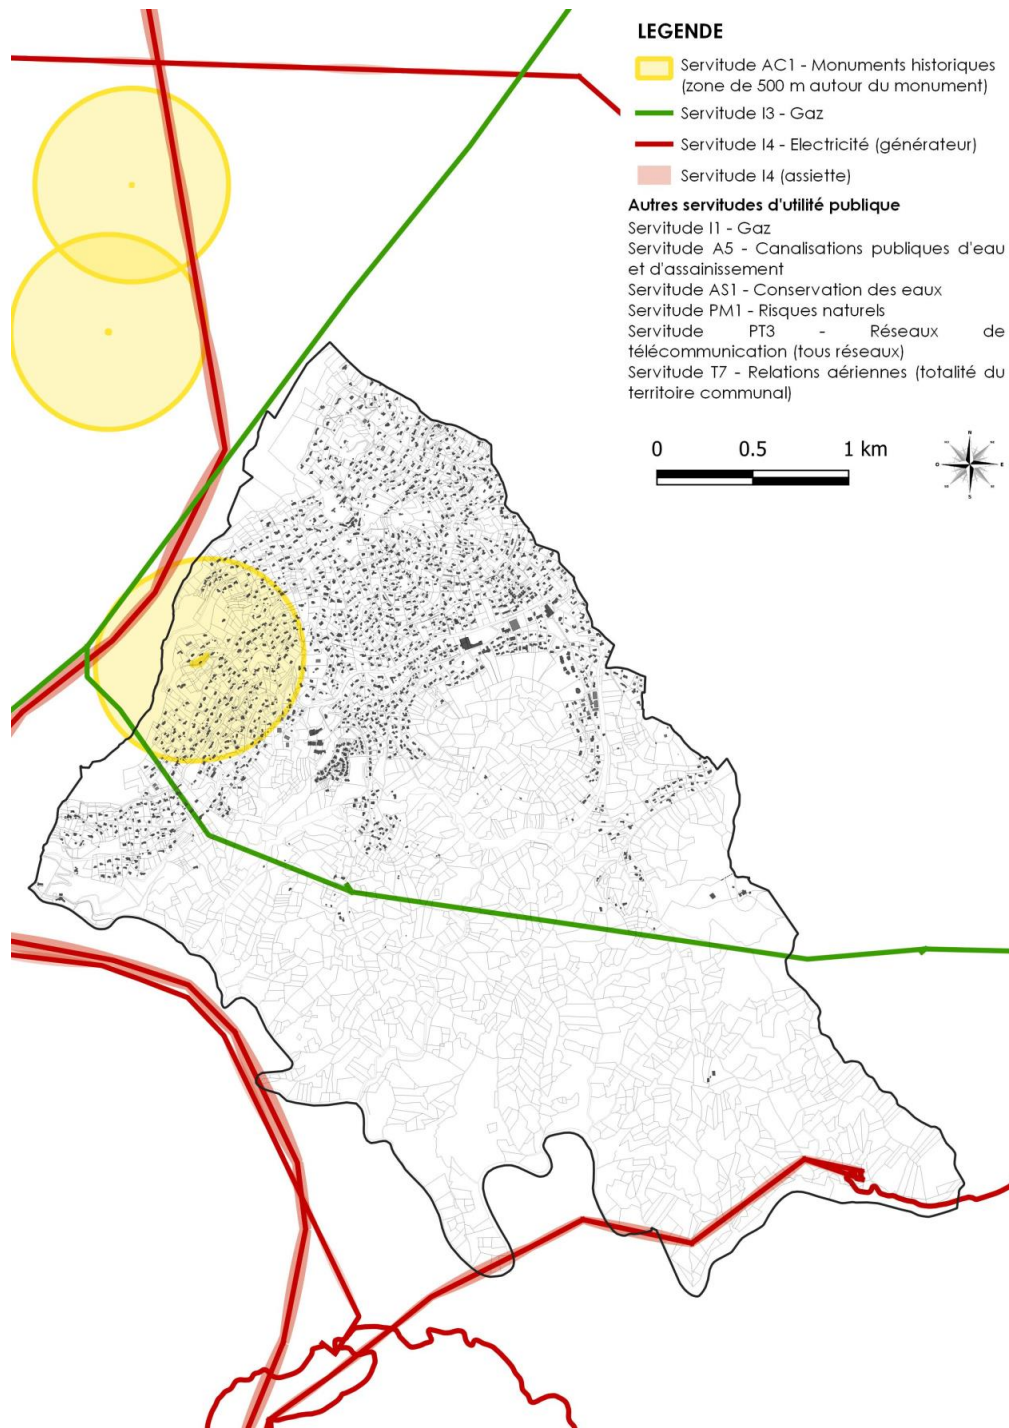 LEGENDE
Servitude AC1 - Monuments historiques
(zone de 500 m autour du monument)
Servitude I3 - Gaz
Servitude I4 - Electricité (générateur)
Servitude I4 (assiette)
Autres servitudes d'utilité publique
Servitude I1 - Gaz
Servitude A5 - Canalisations publiques d'eau
et d'assainissement
Servitude AS1 - Conservation des eaux
Servitude PM1 - Risques naturels
Servitude PT3 - Réseaux de
télécommunication (tous réseaux)
Servitude T7 - Relations aériennes (totalité du
territoire communal)
0 0.5 1 km
N
O E
S